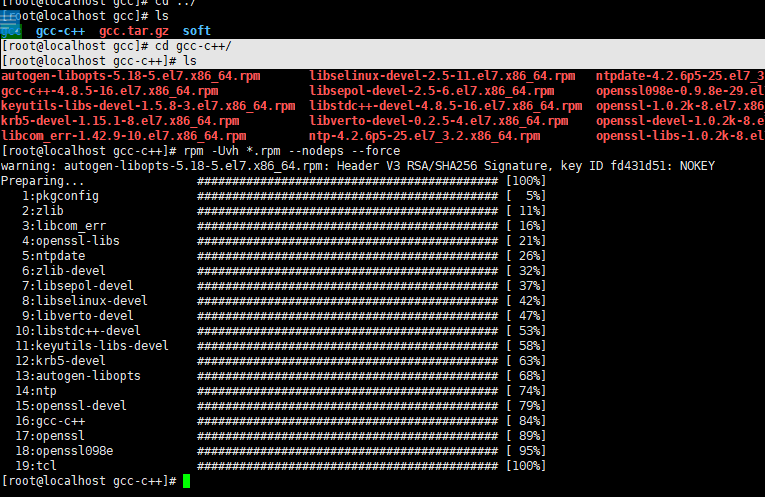 [root@localhost gcc]# cd ../
[root@localhost gcc]# ls
gcc-c++ gcc.tar.gz soft
[root@localhost gcc]# cd gcc-c++/
[root@localhost gcc-c++]# ls
autogen-libopts-5.18-5.el7.x86_64.rpm libselinux-devel-2.5-11.el7.x86_64.rpm ntpdate-4.2.6p5-25.el7_3
gcc-c++-4.8.5-16.el7.x86_64.rpm libsepol-devel-2.5-6.el7.x86_64.rpm openssl098e-0.9.8e-29.el
keyutils-libs-devel-1.5.8-3.el7.x86_64.rpm libstdc++-devel-4.8.5-16.el7.x86_64.rpm openssl-1.0.2k-8.el7.x86
krb5-devel-1.15.1-8.el7.x86_64.rpm libverto-devel-0.2.5-4.el7.x86_64.rpm openssl-devel-1.0.2k-8.e
libcom_err-1.42.9-10.el7.x86_64.rpm ntp-4.2.6p5-25.el7_3.2.x86_64.rpm openssl-libs-1.0.2k-8.el
[root@localhost gcc-c++]# rpm -Uvh *.rpm --nodeps --force
warning: autogen-libopts-5.18-5.el7.x86_64.rpm: Header V3 RSA/SHA256 Signature, key ID fd431d51: NOKEY
Preparing... ########################################### [100%]
1:pkgconfig ########################################### [ 5%]
2:zlib ########################################### [ 11%]
3:libcom_err ########################################### [ 16%]
4:openssl-libs ########################################### [ 21%]
5:ntpdate ########################################### [ 26%]
6:zlib-devel ########################################### [ 32%]
7:libsepol-devel ########################################### [ 37%]
8:libselinux-devel ########################################### [ 42%]
9:libverto-devel ########################################### [ 47%]
10:libstdc++-devel ########################################### [ 53%]
11:keyutils-libs-devel ########################################### [ 58%]
12:krb5-devel ########################################### [ 63%]
13:autogen-libopts ########################################### [ 68%]
14:ntp ########################################### [ 74%]
15:openssl-devel ########################################### [ 79%]
16:gcc-c++ ########################################### [ 84%]
17:openssl ########################################### [ 89%]
18:openssl098e ########################################### [ 95%]
19:tcl ########################################### [100%]
[root@localhost gcc-c++]#